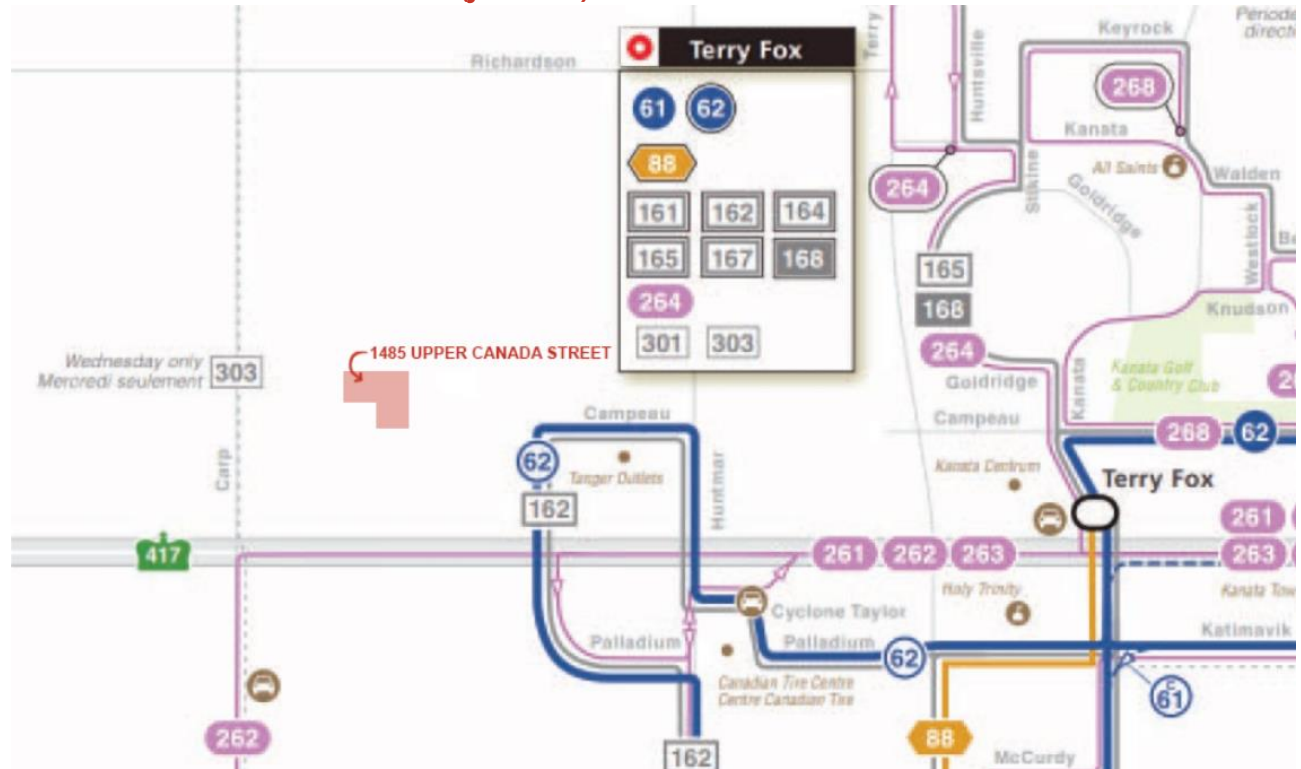 Terry Fox
61 62
88
161 162 164
165 167 168
264
301 303
Richardson
Terry
Huntsville
Keyrock
268
Kanata
All Saints
Walden
264
Stikine
Goldridge
Westlock
165
168
264
Knudson
Goldridge
Kanata
Kanata Golf
& Country Club
Campeau
268 62
Wednesday only
Mercredi seulement
303
1485 UPPER CANADA STREET
Carp
Campeau
62
Tanger Outlets
162
Huntmar
Kanata Centrum
Terry Fox
261
417
261 262 263
263
Holy Trinity
Cyclone Taylor
Katimavik
Palladium
Palladium
62
Canadian Tire Centre
Centre Canadian Tire
61
262
162
88
McCurdy